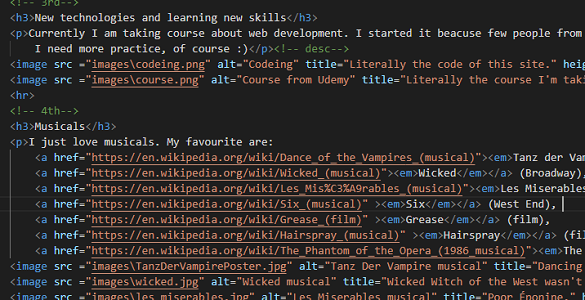 <!-- 3rd-->
<h3>New technologies and learning new skills</h3>
<p>Currently I am taking course about web development. I started it beacuse few people from
I need more practice, of course :)</p><!-- desc-->
<image src ="images\codeing.png" alt="Codeing" title="Literally the code of this site." heig
<image src ="images\course.png" alt="Course from Udemy" title="Literally the course I'm taki
<hr>
<!-- 4th-->
<h3>Musicals</h3>
<p>I just love musicals. My favourite are:
<a href="https://en.wikipedia.org/wiki/Dance_of_the_Vampires_(musical)"><em>Tanz der Vam
<a href="https://en.wikipedia.org/wiki/Wicked_(musical)"><em>Wicked</em></a> (Broadway),
<a href="https://en.wikipedia.org/wiki/Les_Mis%C3%A9rables_(musical)"><em>Les Miserables
<a href="https://en.wikipedia.org/wiki/Six_(musical)" ><em>Six</em></a> (West End),
<a href="https://en.wikipedia.org/wiki/Grease_(film)" ><em>Grease</em></a> (film),
<a href="https://en.wikipedia.org/wiki/Hairspray_(musical)" ><em>Hairspray</em></a> (fil
<a href="https://en.wikipedia.org/wiki/The_Phantom_of_the_Opera_(1986_musical)"><em>The
<image src ="images\TanzDerVampirePoster.jpg" alt="Tanz Der Vampire musical" title="Dancing
<image src ="images\wicked.jpg" alt="Wicked musical" title="Wicked Witch of the West wasn't
<image src ="images\les miserables.jpg" alt="Les Miserables musical" title="Poor